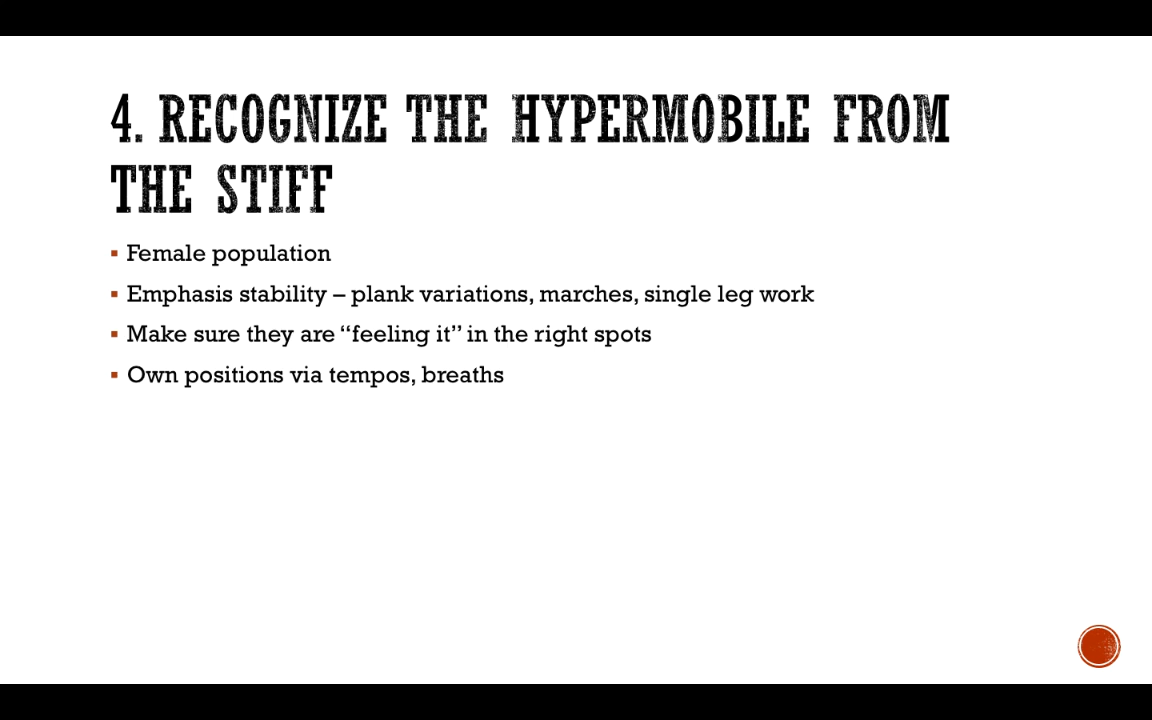 4. RECOGNIZE THE HYPERMOBILE FROM
THE STIFF
▪ Female population
▪ Emphasis stability – plank variations, marches, single leg work
▪ Make sure they are “feeling it” in the right spots
▪ Own positions via tempos, breaths